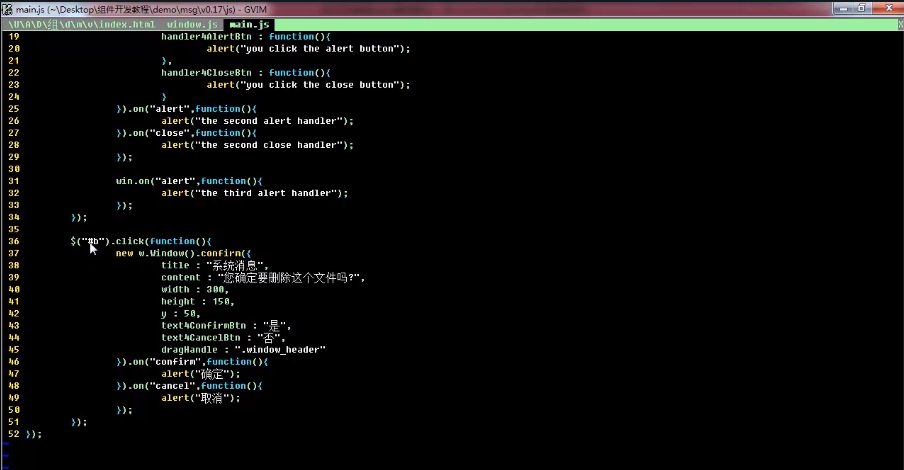 main.js (~\Desktop\组件开发教程\demo\msg\v0.17\js) - GVIM
\U\A\D\组\d\m\v\index.html window.js main.js X
19 handler4AlertBtn : function(){
20 alert("you click the alert button");
21 },
22 handler4CloseBtn : function(){
23 alert("you click the close button");
24 }
25 }).on("alert",function(){
26 alert("the second alert handler");
27 }).on("close",function(){
28 alert("the second close handler");
29 });
30
31 win.on("alert",function(){
32 alert("the third alert handler");
33 });
34 });
35
36 $("#b").click(function(){
37 new w.Window().confirm({
38 title : "系统消息",
39 content : "您确定要删除这个文件吗?",
40 width : 300,
41 height : 150,
42 y : 50,
43 text4ConfirmBtn : "是",
44 text4CancelBtn : "否",
45 dragHandle : ".window_header"
46 }).on("confirm",function(){
47 alert("确定");
48 }).on("cancel",function(){
49 alert("取消");
50 });
51 });
52 });
~
~